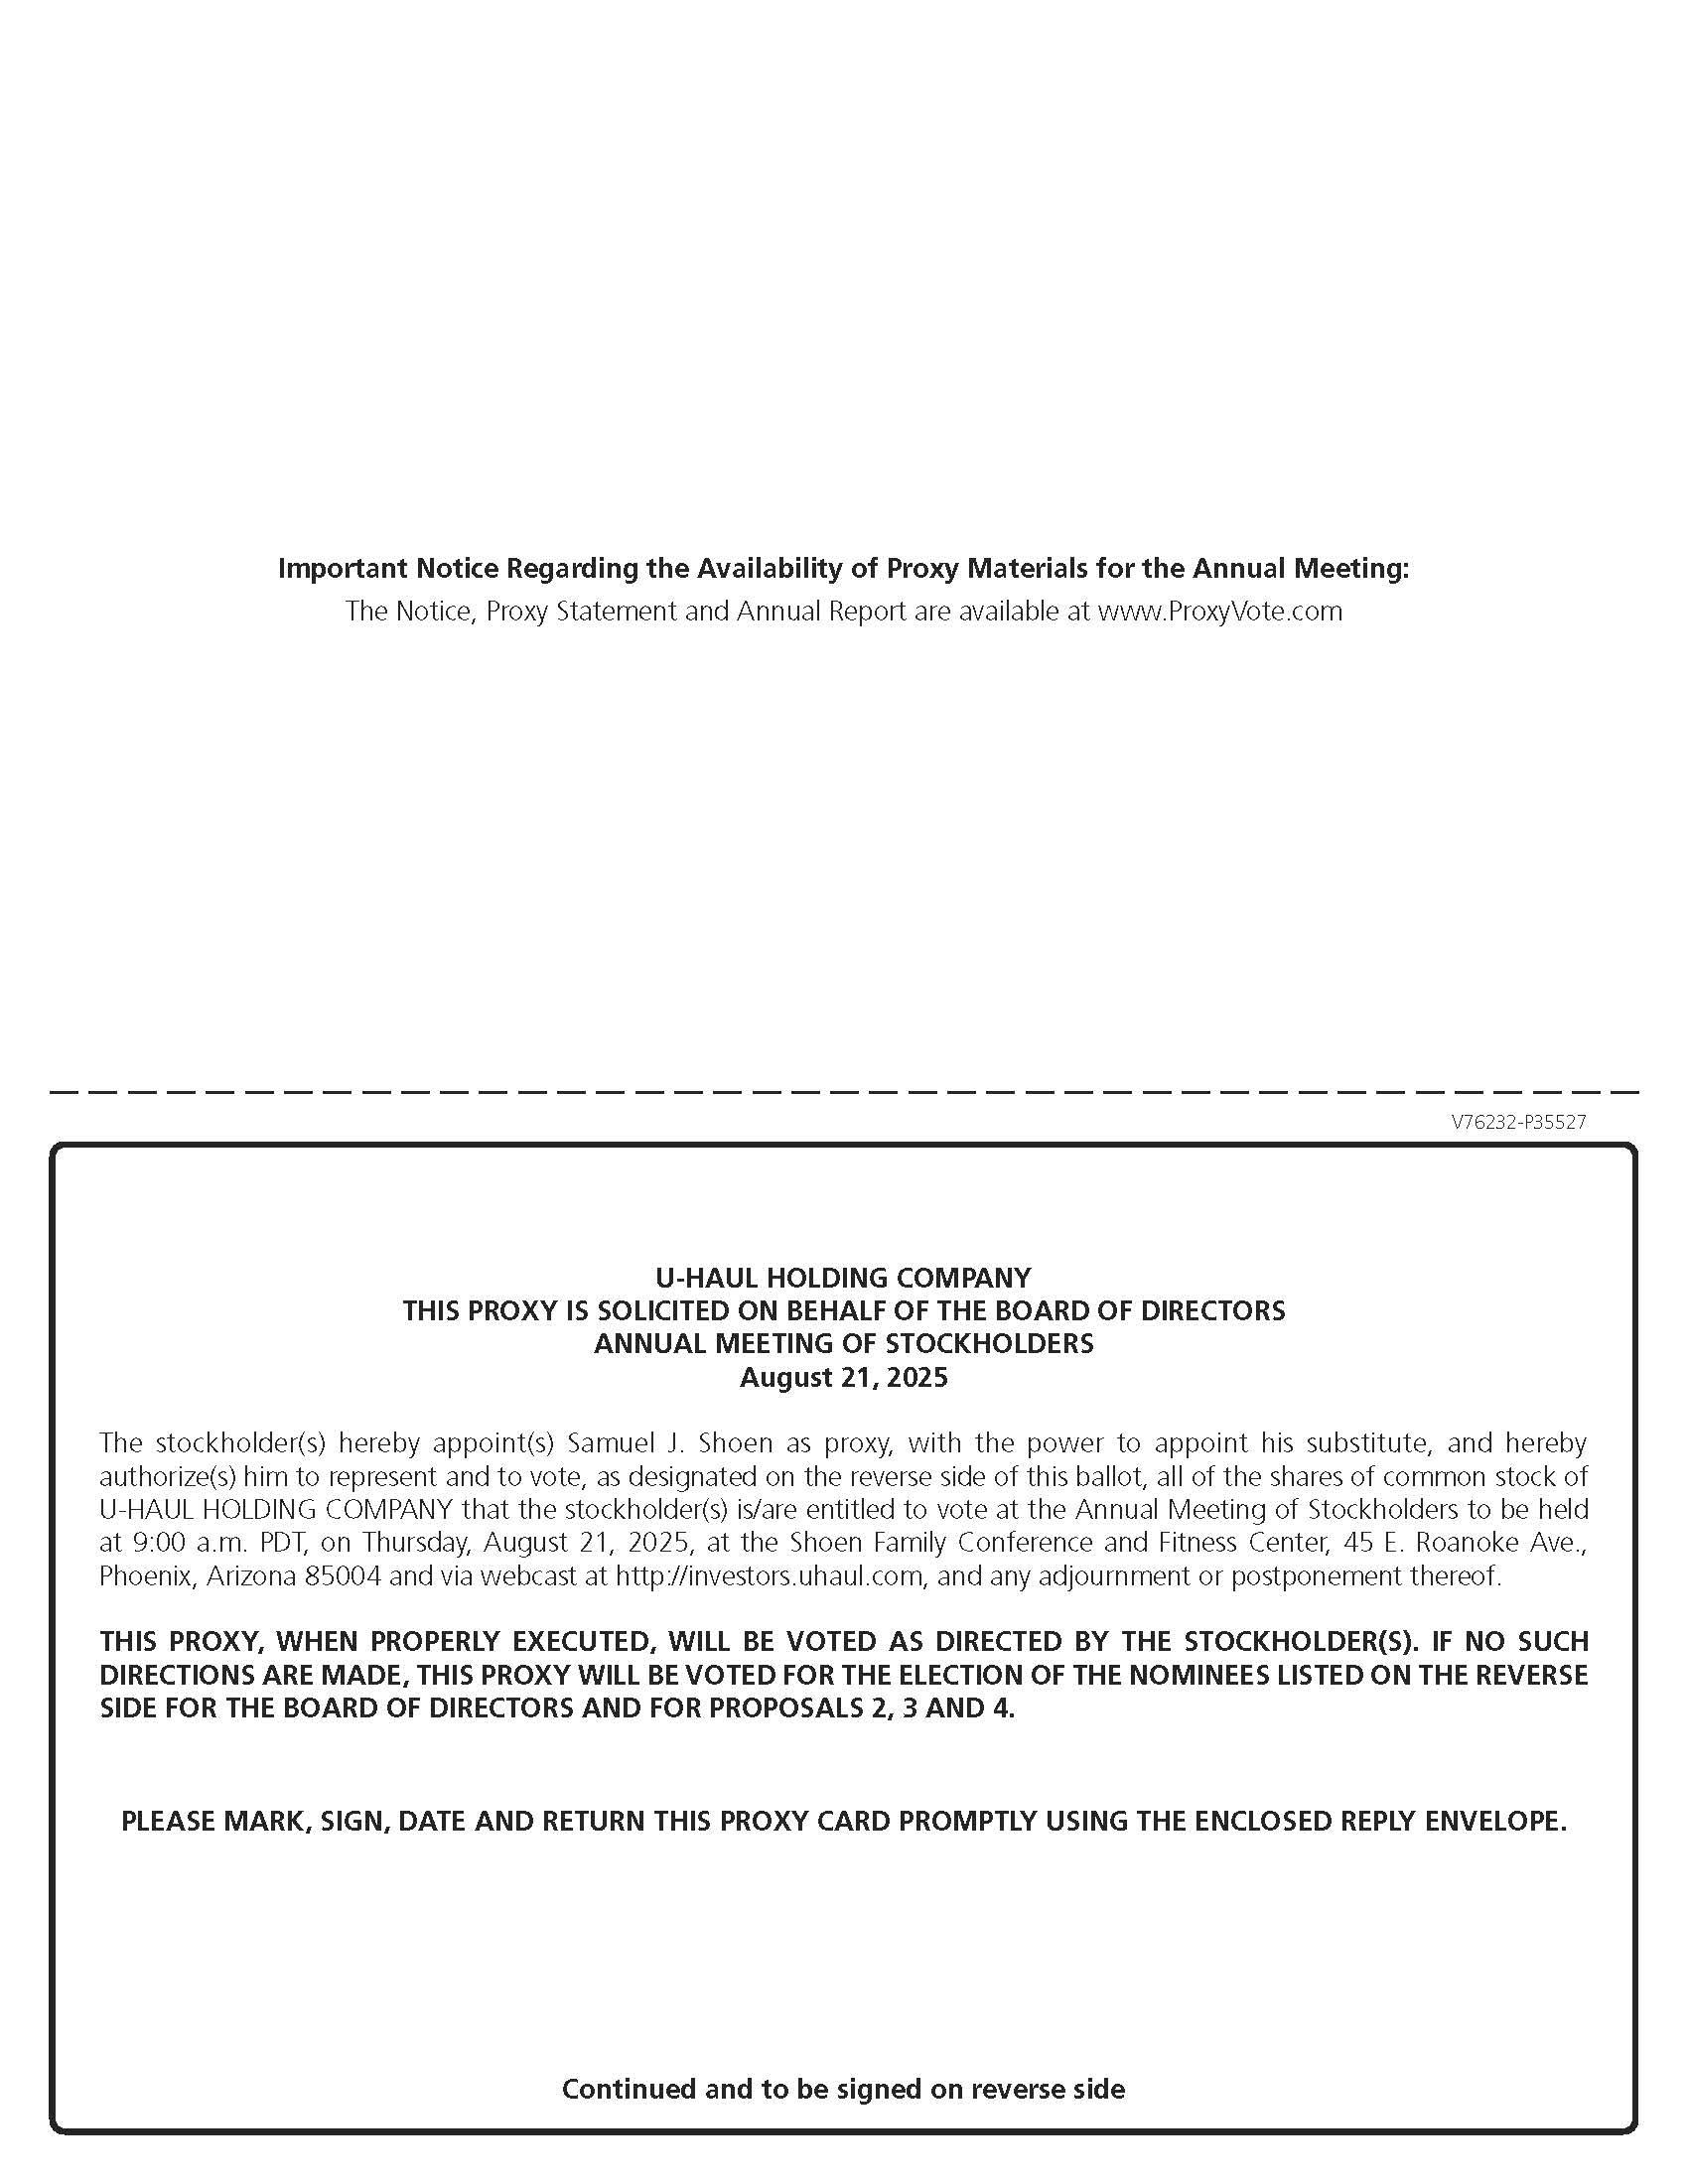 Important Notice Regarding the Availability of Proxy Materials for the Annual Meeting:
The Notice, Proxy Statement and Annual Report are available at www.ProxyVote.com
V76232-P35527
U-HAUL HOLDING COMPANY
THIS PROXY IS SOLICITED ON BEHALF OF THE BOARD OF DIRECTORS
ANNUAL MEETING OF STOCKHOLDERS
August 21, 2025
The stockholder(s) hereby appoint(s) Samuel J. Shoen as proxy, with the power to appoint his substitute, and hereby
authorize(s) him to represent and to vote, as designated on the reverse side of this ballot, all of the shares of common stock of
U-HAUL HOLDING COMPANY that the stockholder(s) is/are entitled to vote at the Annual Meeting of Stockholders to be held
at 9:00 a.m. PDT, on Thursday, August 21, 2025, at the Shoen Family Conference and Fitness Center, 45 E. Roanoke Ave.,
Phoenix, Arizona 85004 and via webcast at http://investors.uhaul.com, and any adjournment or postponement thereof.
THIS PROXY, WHEN PROPERLY EXECUTED, WILL BE VOTED AS DIRECTED BY THE STOCKHOLDER(S). IF NO SUCH
DIRECTIONS ARE MADE, THIS PROXY WILL BE VOTED FOR THE ELECTION OF THE NOMINEES LISTED ON THE REVERSE
SIDE FOR THE BOARD OF DIRECTORS AND FOR PROPOSALS 2, 3 AND 4.
PLEASE MARK, SIGN, DATE AND RETURN THIS PROXY CARD PROMPTLY USING THE ENCLOSED REPLY ENVELOPE.
Continued and to be signed on reverse side